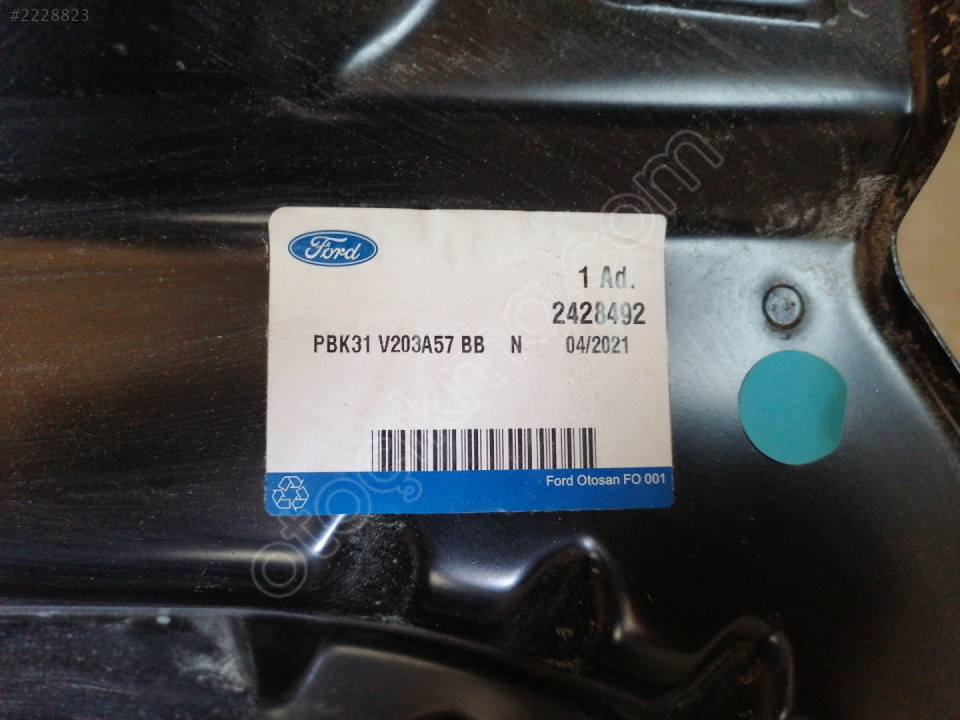 #2228823
Ford
1 Ad.
2428492
PBK31 V203A57 BB N 04/2021
Ford Otosan FO 001
otoçıkma.com